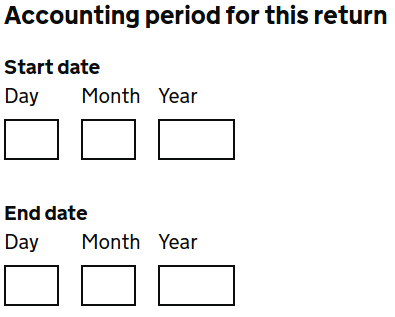 Accounting period for this return
Start date
Day Month Year
End date
Day Month Year